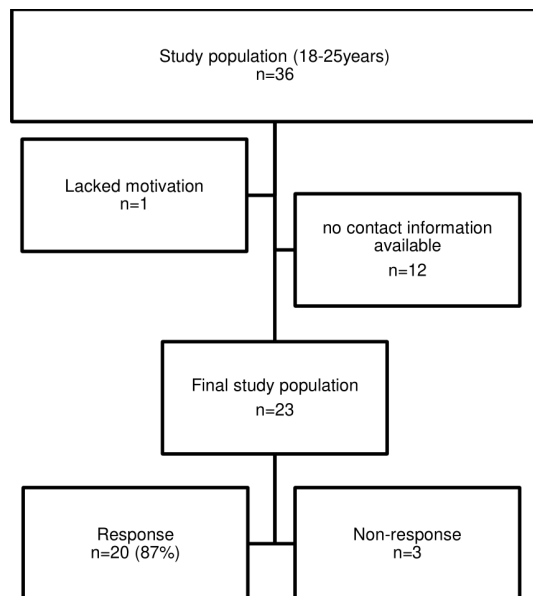 Study population (18-25years)
n=36
Lacked motivation
n=1
no contact information
available
n=12
Final study population
n=23
Response
n=20 (87%)
Non-response
n=3